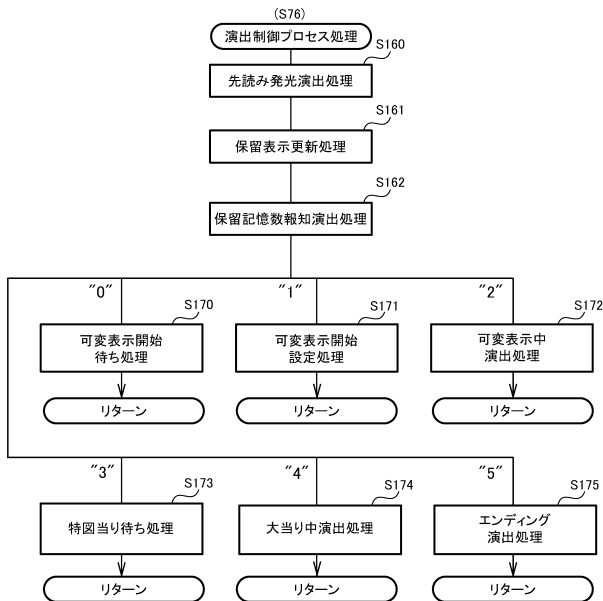 (S76)
演出制御プロセス処理
S160
先読み発光演出処理
S161
保留表示更新処理
S162
保留記憶数報知演出処理
"0"
"1"
"2"
S170
可変表示開始
待ち処理
S171
可変表示開始
設定処理
S172
可変表示中
演出処理
リターン
リターン
リターン
"3"
"4"
"5"
S173
特図当り待ち処理
S174
大当り中演出処理
S175
エンディング
演出処理
リターン
リターン
リターン